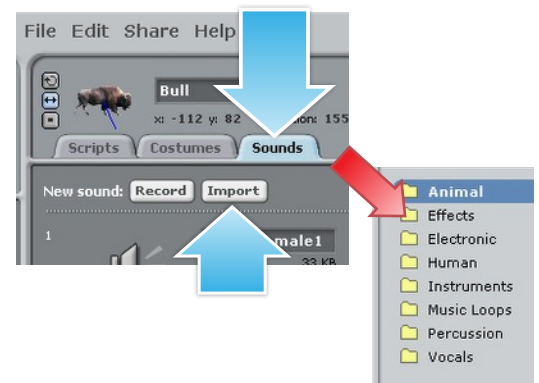 File Edit Share Help
Bull
x: -112 y: 82
155
Scripts Costumes Sounds
New sound: Record Import
1
male1
33 KB
Animal
Effects
Electronic
Human
Instruments
Music Loops
Percussion
Vocals